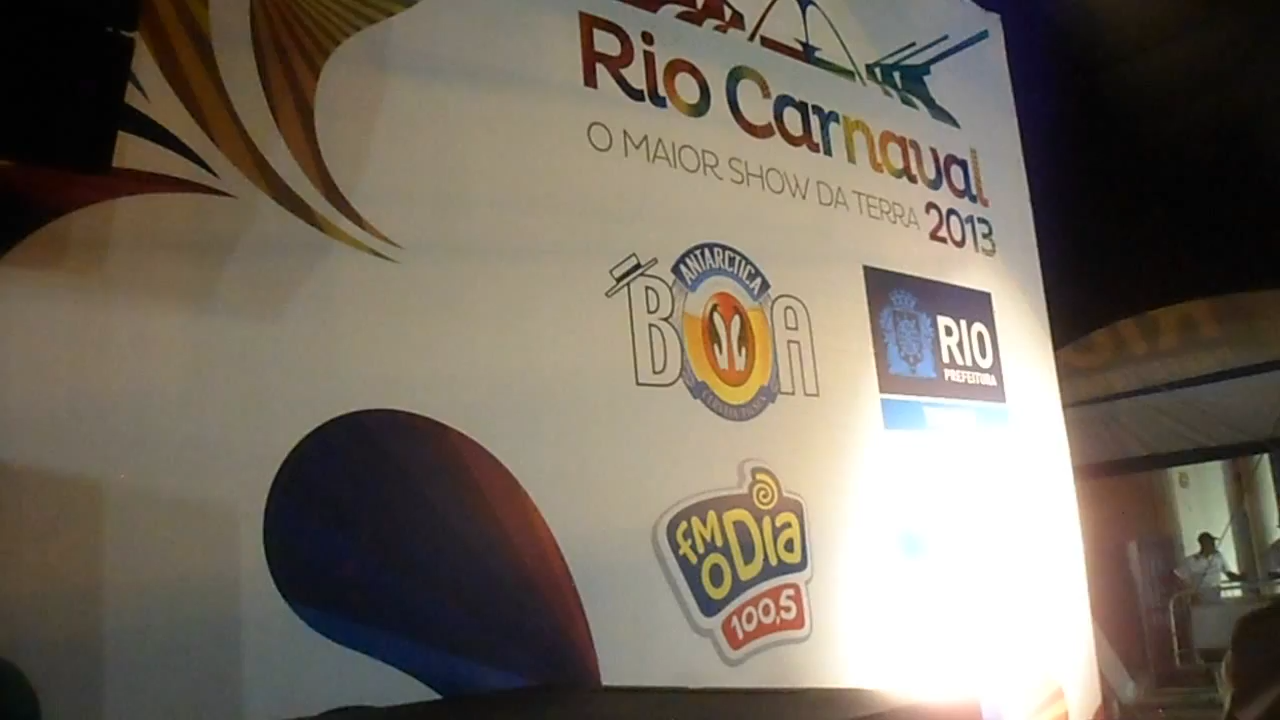 Rio Carnaval
O MAIOR SHOW DA TERRA 2013
ANTARCTICA
BOA
RIO
PREFEITURA
FM
O Dia
100,5